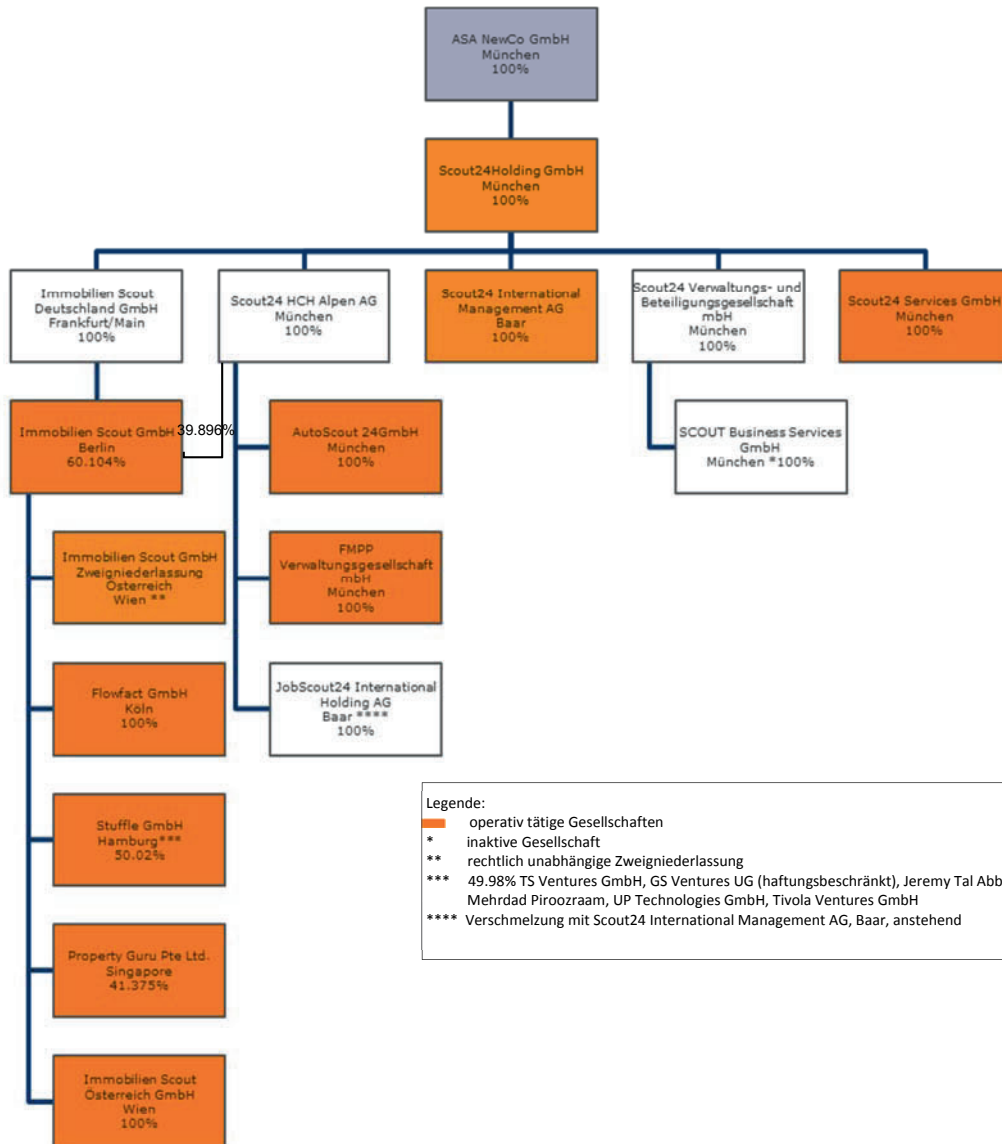 ASA NewCo GmbH
München
100%
Scout24Holding GmbH
München
100%
Immobilien Scout
Deutschland GmbH
Frankfurt/Main
100%
Scout24 HCH Alpen AG
München
100%
Scout24 International
Management AG
Baar
100%
Scout24 Verwaltungs- und
Beteiligungsgesellschaft
mbH
München
100%
Scout24 Services GmbH
München
100%
Immobilien Scout GmbH
Berlin
60.104%
39.896%
AutoScout 24GmbH
München
100%
SCOUT Business Services
GmbH
München *100%
Immobilien Scout GmbH
Zweigniederlassung
Österreich
Wien **
FMPP
Verwaltungsgesellschaft
mbH
München
100%
Flowfact GmbH
Köln
100%
JobScout24 International
Holding AG
Baar ****
100%
Stuffle GmbH
Hamburg***
50.02%
Property Guru Pte Ltd.
Singapore
41.375%
Immobilien Scout
Österreich GmbH
Wien
100%
Legende:
operativ tätige Gesellschaften
* inaktive Gesellschaft
** rechtlich unabhängige Zweigniederlassung
*** 49.98% TS Ventures GmbH, GS Ventures UG (haftungsbeschränkt), Jeremy Tal Abb
Mehrdad Piroozraam, UP Technologies GmbH, Tivola Ventures GmbH
**** Verschmelzung mit Scout24 International Management AG, Baar, anstehend